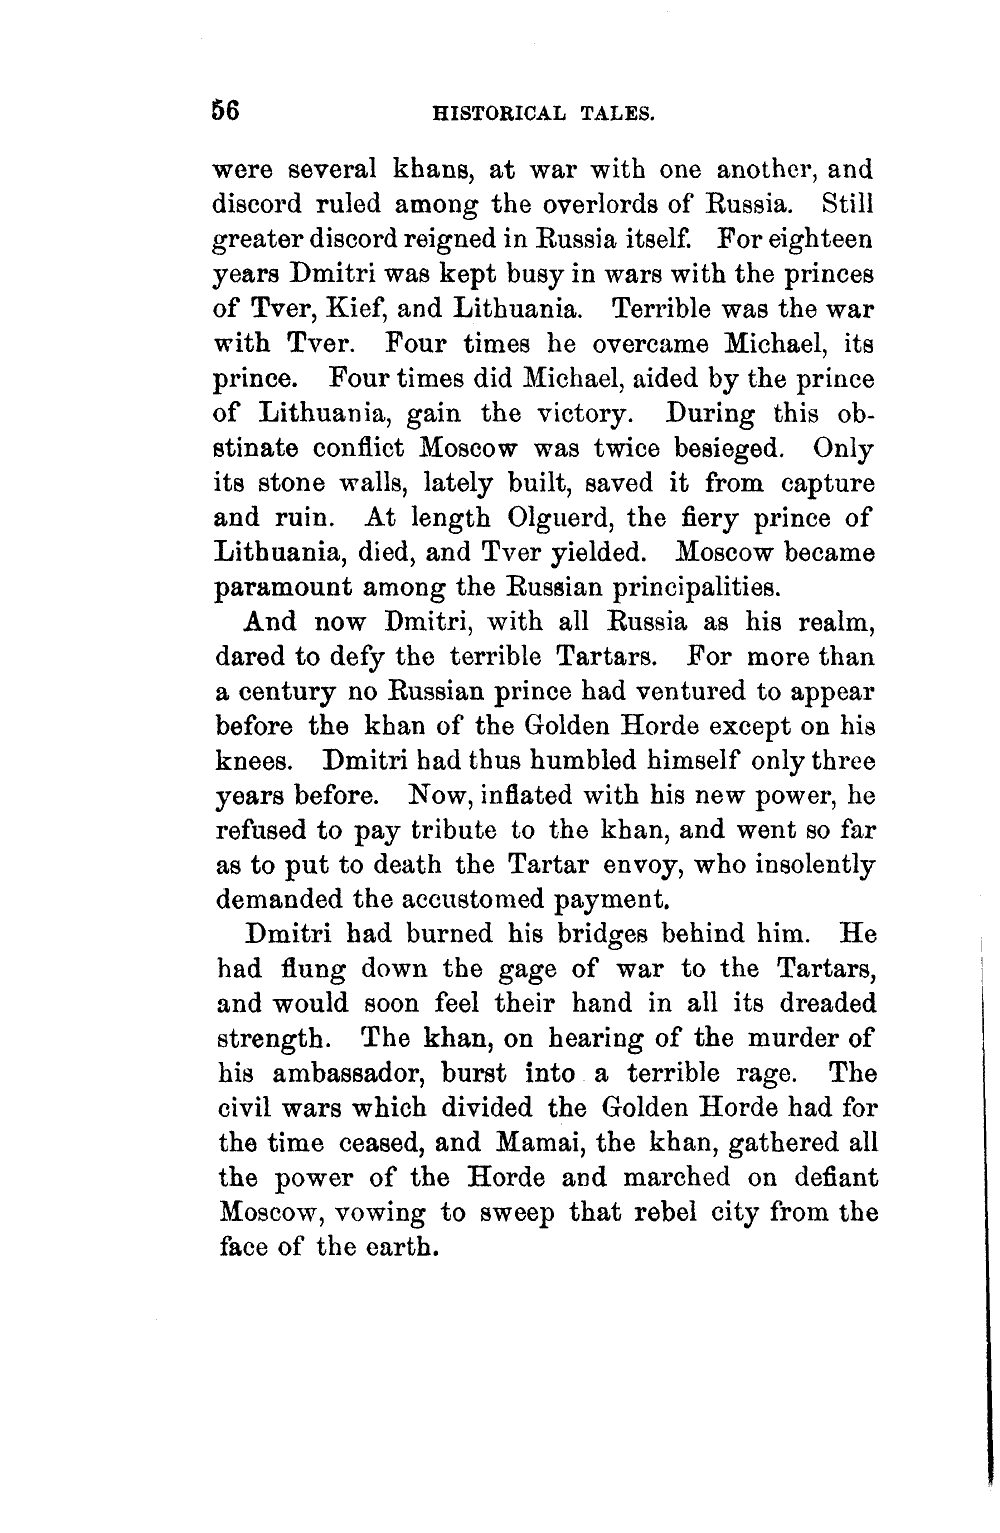 56 HISTORICAL TALES.
were several khans, at war with one another, and
discord ruled among the overlords of Russia. Still
greater discord reigned in Russia itself. For eighteen
years Dmitri was kept busy in wars with the princes
of Tver, Kief, and Lithuania. Terrible was the war
with Tver. Four times he overcame Michael, its
prince. Four times did Michael, aided by the prince
of Lithuania, gain the victory. During this ob-
stinate conflict Moscow was twice besieged. Only
its stone walls, lately built, saved it from capture
and ruin. At length Olguerd, the fiery prince of
Lithuania, died, and Tver yielded. Moscow became
paramount among the Russian principalities.
And now Dmitri, with all Russia as his realm,
dared to defy the terrible Tartars. For more than
a century no Russian prince had ventured to appear
before the khan of the Golden Horde except on his
knees. Dmitri had thus humbled himself only three
years before. Now, inflated with his new power, he
refused to pay tribute to the khan, and went so far
as to put to death the Tartar envoy, who insolently
demanded the accustomed payment.
Dmitri had burned his bridges behind him. He
had flung down the gage of war to the Tartars,
and would soon feel their hand in all its dreaded
strength. The khan, on hearing of the murder of
his ambassador, burst into a terrible rage. The
civil wars which divided the Golden Horde had for
the time ceased, and Mamai, the khan, gathered all
the power of the Horde and marched on defiant
Moscow, vowing to sweep that rebel city from the
face of the earth.